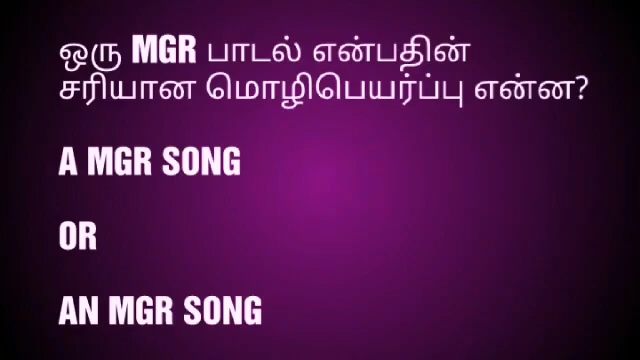 ஒரு MGR பாடல் என்பதின்
சரியான மொழிபெயர்ப்பு என்ன?
A MGR SONG
OR
AN MGR SONG